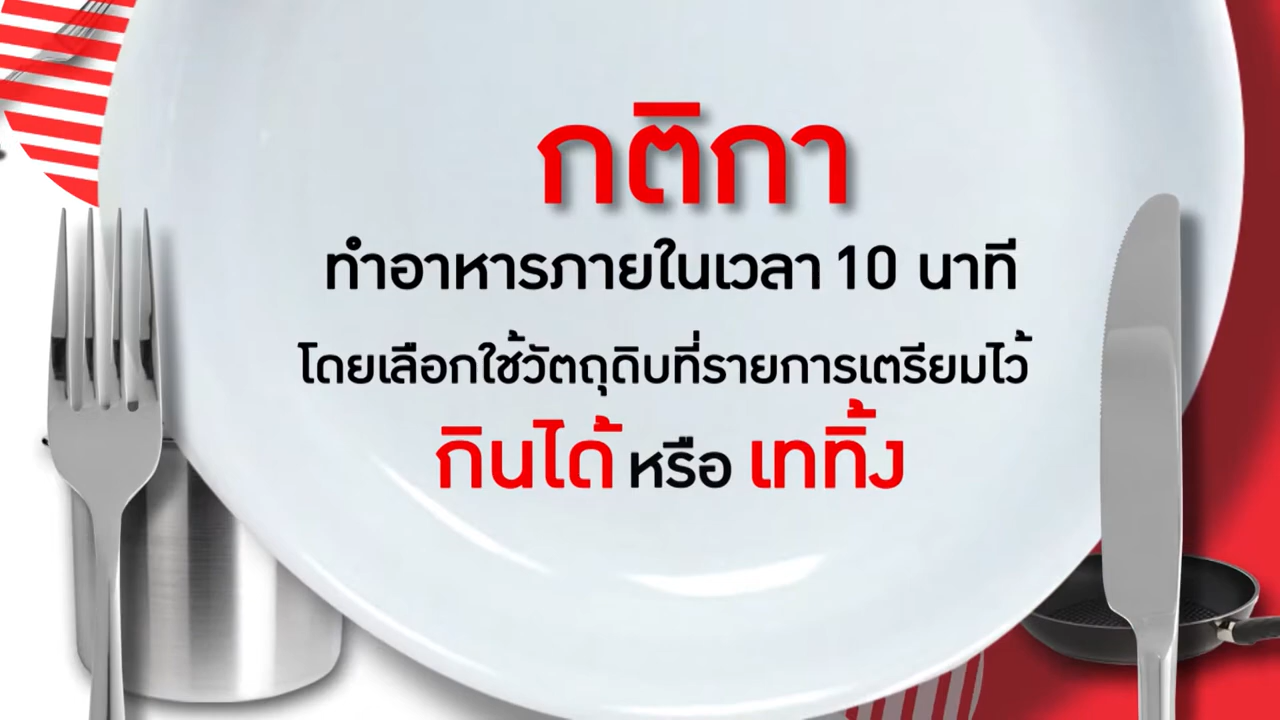 กติกา
ทำอาหารภายในเวลา 10 นาที
โดยเลือกใช้วัตถุดิบที่รายการเตรียมไว้
กินได้ หรือ เททิ้ง